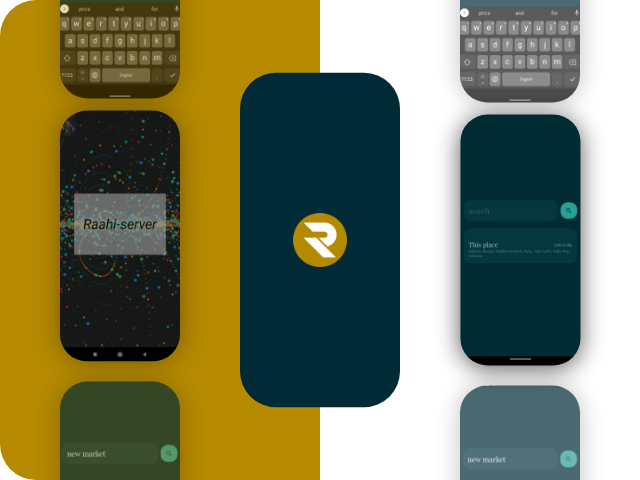 price and for
q w e r t y u i o p
a s d f g h j k l
z x c v b n m
?123 English
Raahi-server
new market
price and for
q w e r t y u i o p
a s d f g h j k l
z x c v b n m
?123 English
search
This place
new market